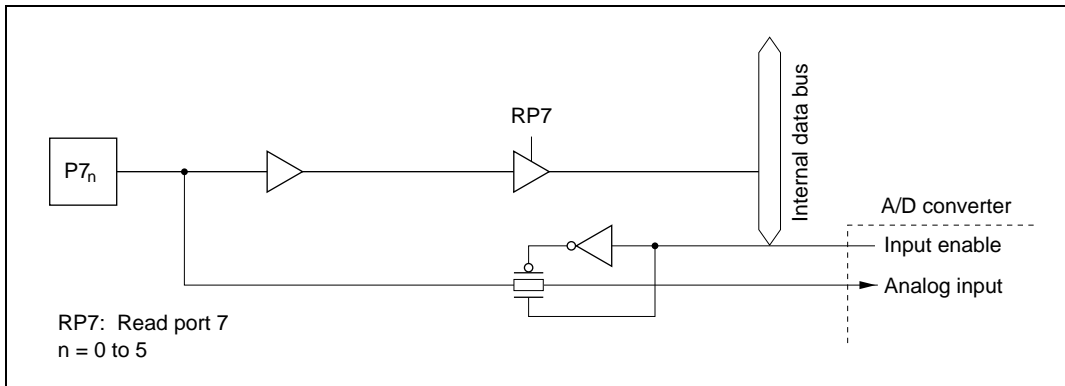 RP7
P7n
Internal data bus
A/D converter
Input enable
Analog input
RP7: Read port 7
n = 0 to 5